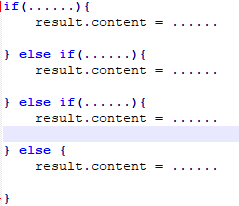 if(......){
    result.content = ......
} else if(......){
    result.content = ......
} else if(......){
    result.content = ......
} else {
    result.content = ......
}